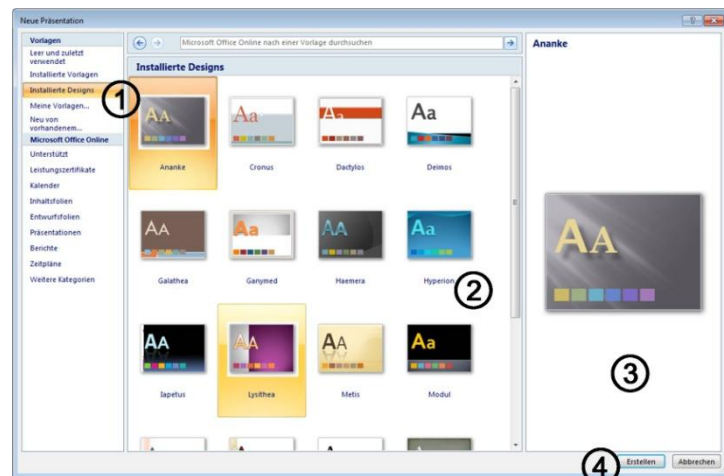 Neue Präsentation
Vorlagen
Leer und zuletzt
verwendet
Installierte Vorlagen
Installierte Designs
Meine Vorlagen...
Neu von
vorhandenem...
Microsoft Office Online
Unterstützt
Leistungszertifikate
Kalender
Inhaltsfolien
Entwurfsfolien
Präsentationen
Berichte
Zeitpläne
Weitere Kategorien
1
Microsoft Office Online nach einer Vorlage durchsuchen
Installierte Designs
AA
Aa
Aa
Aa
Ananke
Cronus
Dactylos
Deimos
AA
Aa
AA
Aa
Galathea
Ganymed
Haemera
Hyperion
2
AA
AA
AA
Aa
Iapetus
Lysithea
Metis
Modul
Ananke
AA
3
4
Erstellen
Abbrechen